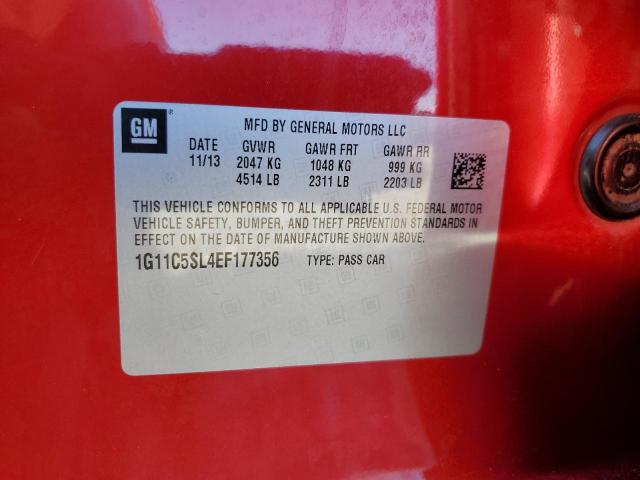 GM ®
MFD BY GENERAL MOTORS LLC
DATE GVWR GAWR FRT GAWR RR
11/13 2047 KG 1048 KG 999 KG
4514 LB 2311 LB 2203 LB
THIS VEHICLE CONFORMS TO ALL APPLICABLE U.S. FEDERAL MOTOR
VEHICLE SAFETY, BUMPER, AND THEFT PREVENTION STANDARDS IN
EFFECT ON THE DATE OF MANUFACTURE SHOWN ABOVE.
1G11C5SL4EF177356 TYPE: PASS CAR